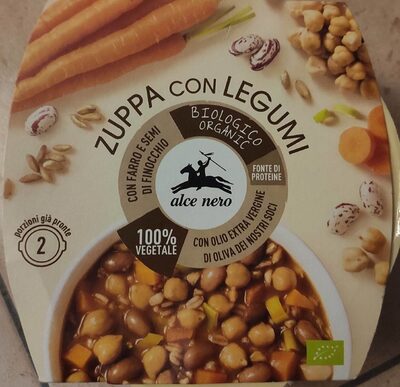 ZUPPA CON LEGUMI
BIOLOGICO
ORGANIC
CON FARRO E SEMI
DI FINOCCHIO
FONTE DI
PROTEINE
alce nero
100%
VEGETALE
CON OLIO EXTRA VERGINE
DI OLIVA DEI NOSTRI SOCI
porzioni già pronte
2